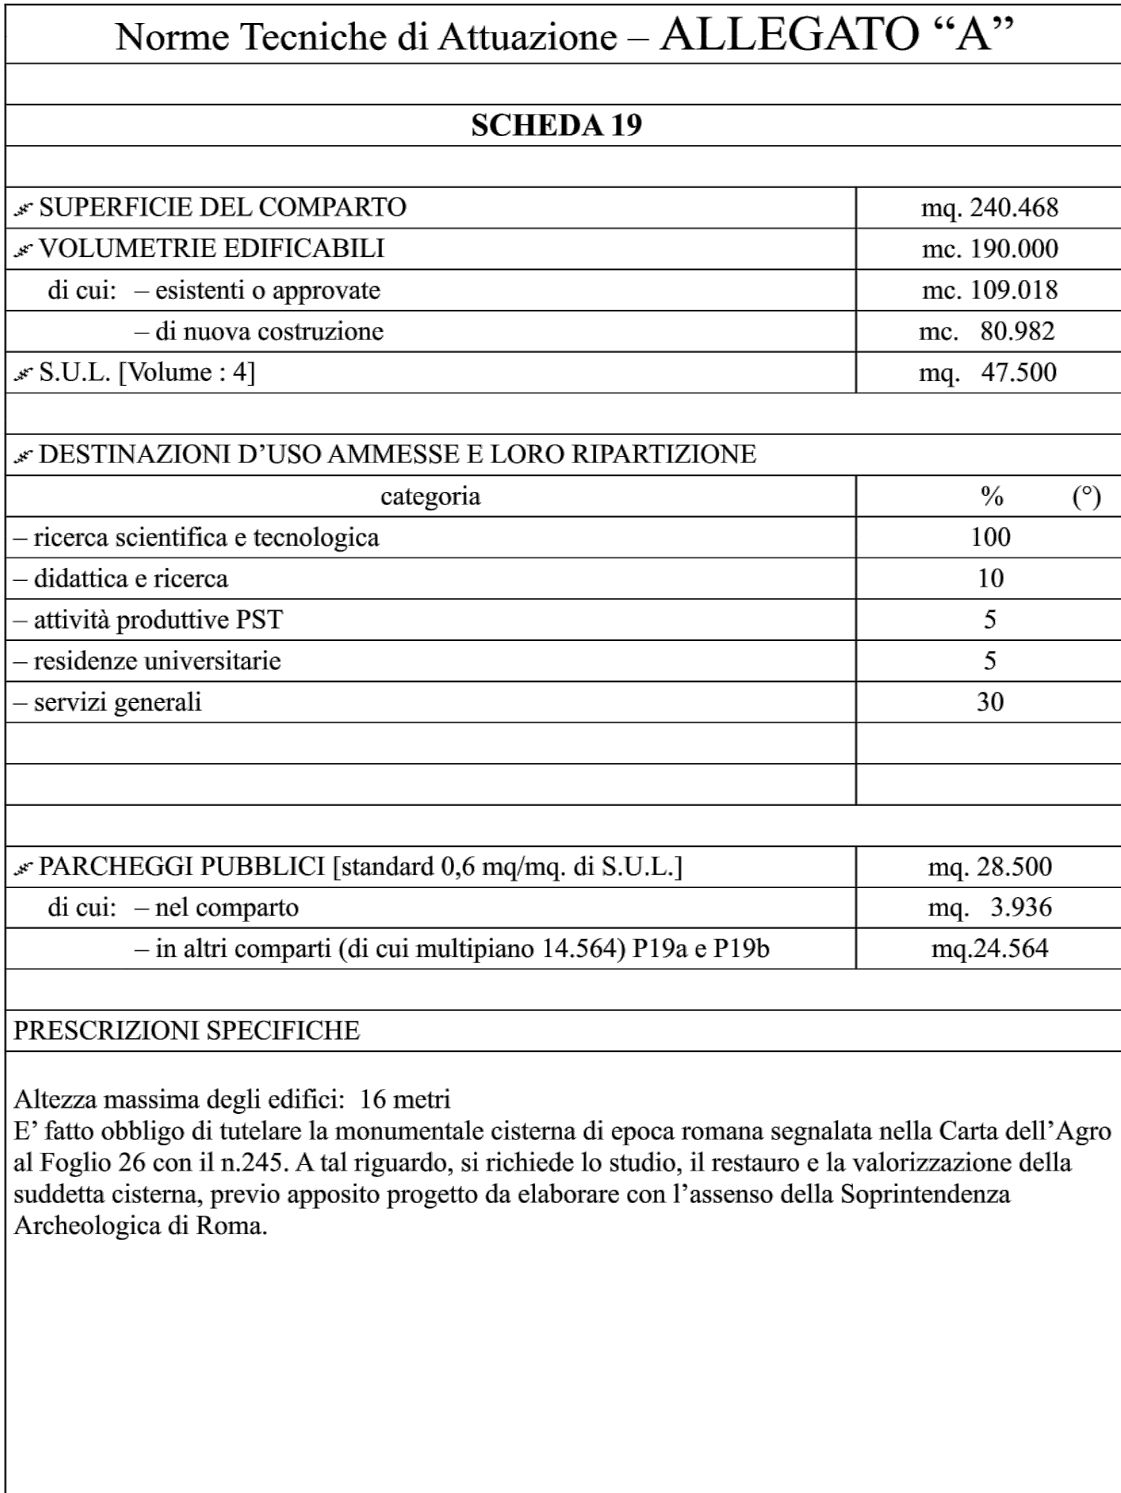 Norme Tecniche di Attuazione – ALLEGATO “A”
SCHEDA 19
SUPERFICIE DEL COMPARTO mq. 240.468
VOLUMETRIE EDIFICABILI mc. 190.000
di cui: – esistenti o approvate mc. 109.018
– di nuova costruzione mc. 80.982
S.U.L. [Volume : 4] mq. 47.500
DESTINAZIONI D’USO AMMESSE E LORO RIPARTIZIONE
categoria % (°)
– ricerca scientifica e tecnologica 100
– didattica e ricerca 10
– attività produttive PST 5
– residenze universitarie 5
– servizi generali 30
PARCHEGGI PUBBLICI [standard 0,6 mq/mq. di S.U.L.] mq. 28.500
di cui: – nel comparto mq. 3.936
– in altri comparti (di cui multipiano 14.564) P19a e P19b mq.24.564
PRESCRIZIONI SPECIFICHE
Altezza massima degli edifici: 16 metri
E’ fatto obbligo di tutelare la monumentale cisterna di epoca romana segnalata nella Carta dell’Agro
al Foglio 26 con il n.245. A tal riguardo, si richiede lo studio, il restauro e la valorizzazione della
suddetta cisterna, previo apposito progetto da elaborare con l’assenso della Soprintendenza
Archeologica di Roma.